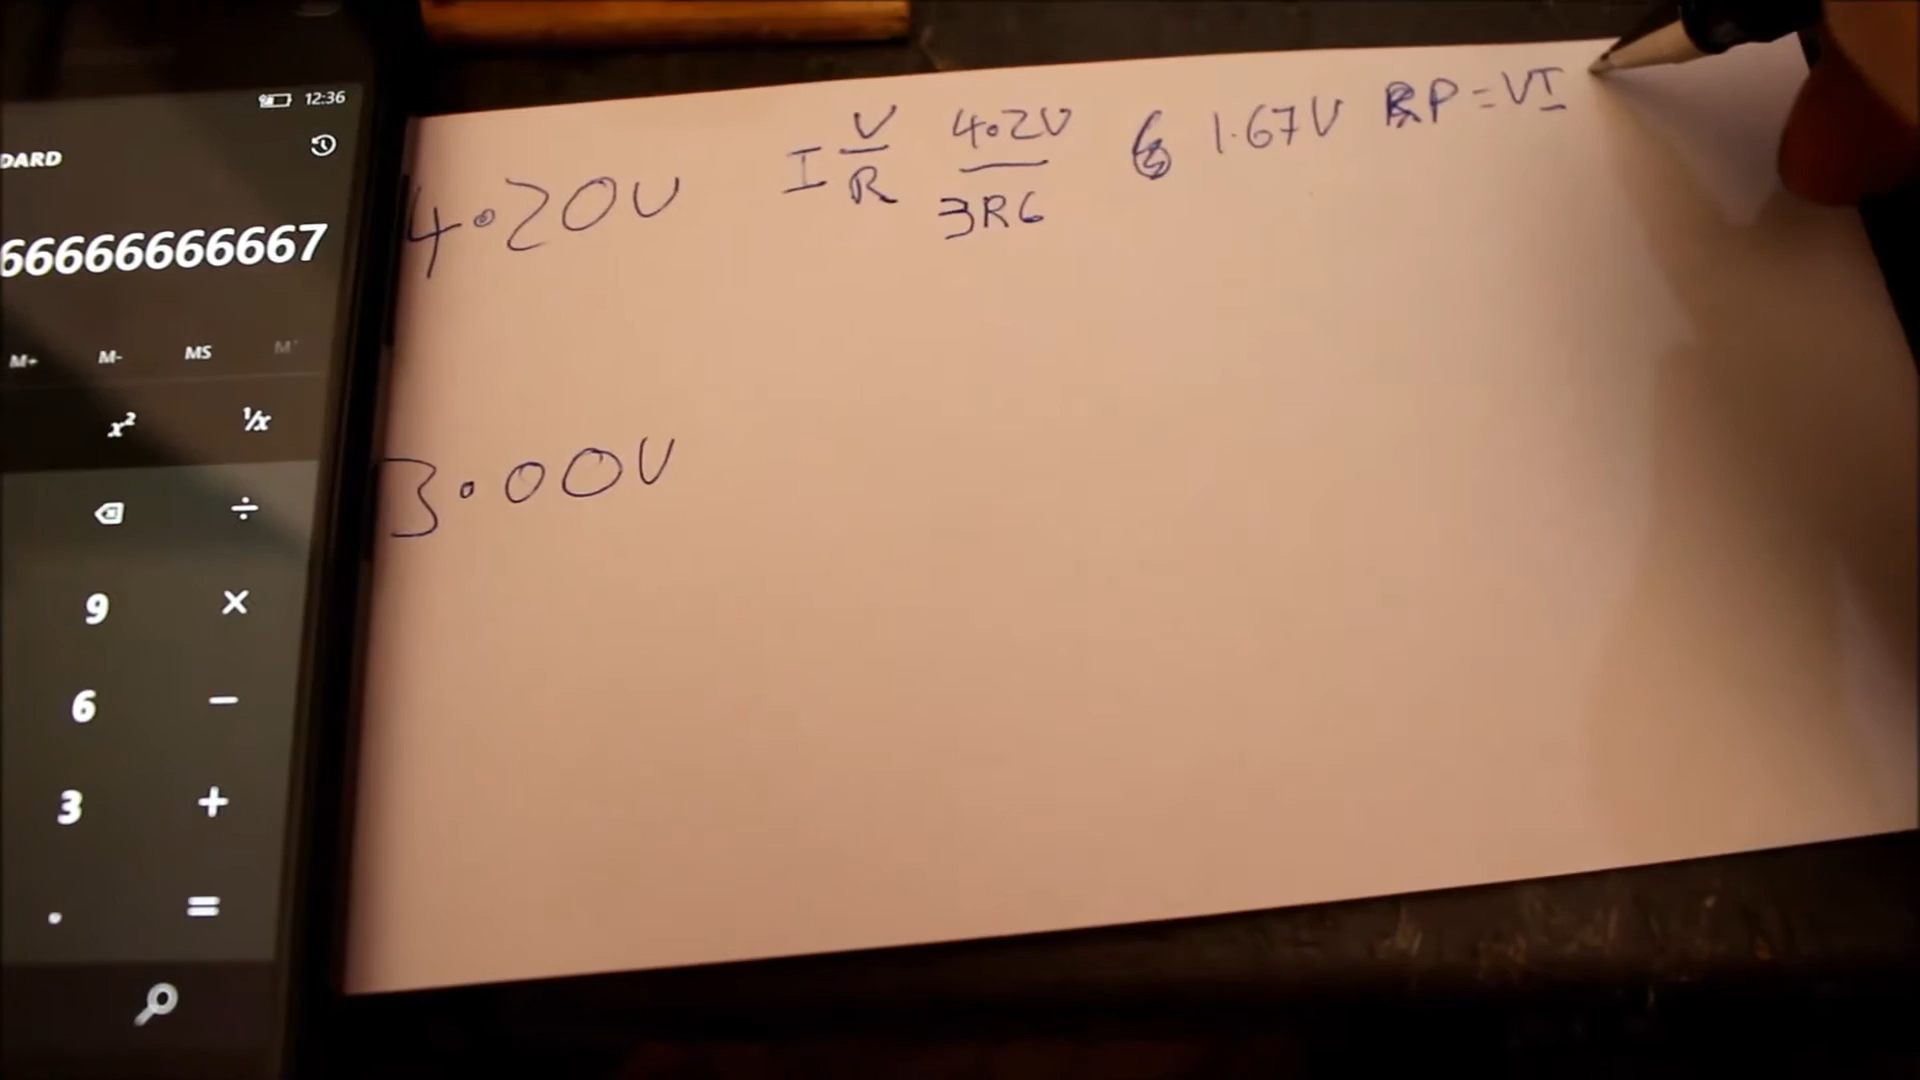 12:36
DARD
66666666667
M+ M- MS M
x² ¹/x
÷
9 ×
6 −
3 +
. =
4.20V
I V/R 4.2V/3R6 1.67V P=VI
3.00V